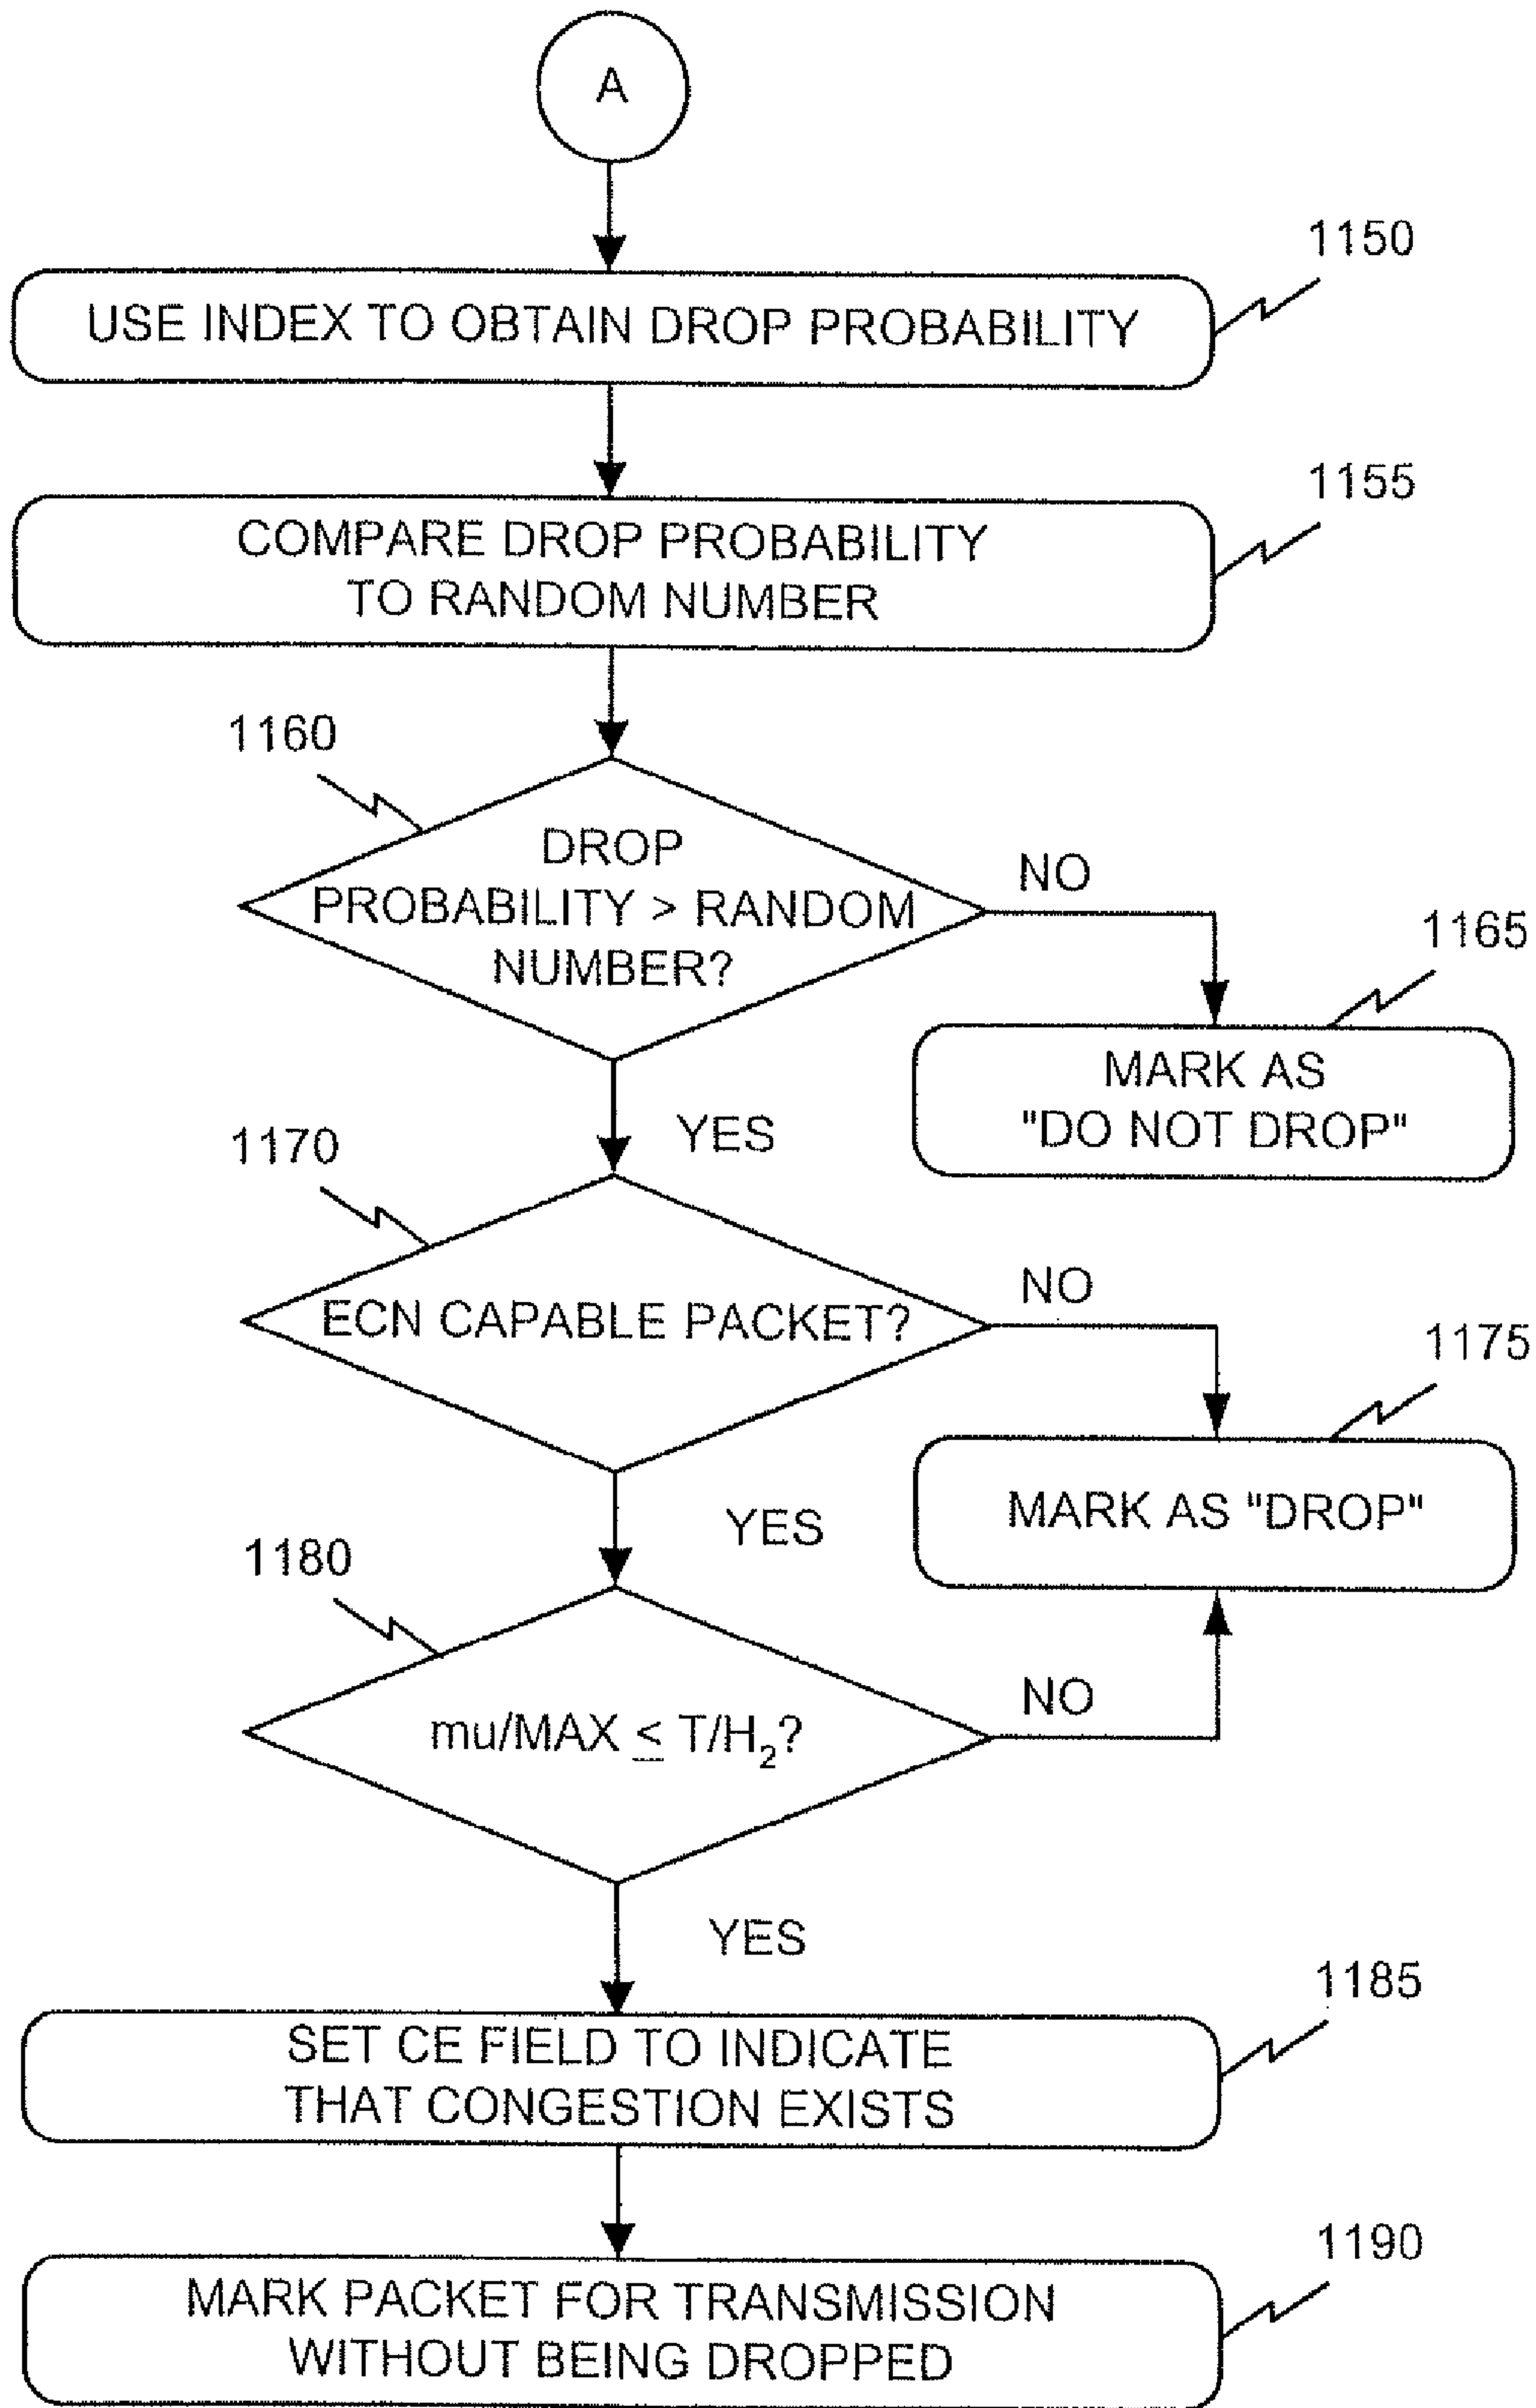 A
1150
USE INDEX TO OBTAIN DROP PROBABILITY
1155
COMPARE DROP PROBABILITY
TO RANDOM NUMBER
1160
DROP
PROBABILITY > RANDOM
NUMBER?
NO
1165
MARK AS
"DO NOT DROP"
YES
1170
ECN CAPABLE PACKET?
NO
1175
MARK AS "DROP"
YES
1180
mu/MAX ≤ T/H₂?
NO
YES
1185
SET CE FIELD TO INDICATE
THAT CONGESTION EXISTS
1190
MARK PACKET FOR TRANSMISSION
WITHOUT BEING DROPPED